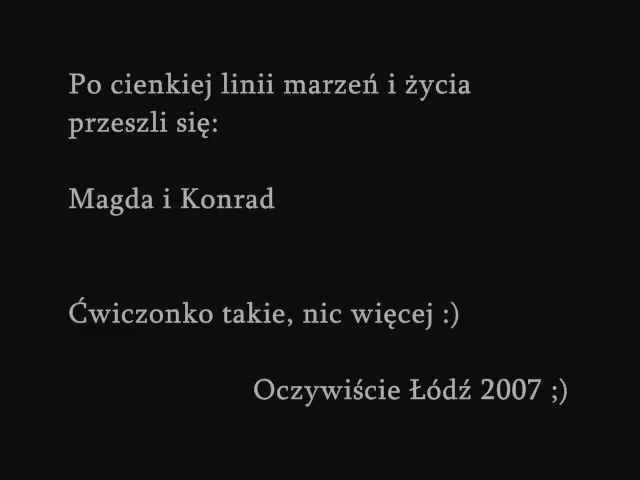 Po cienkiej linii marzeń i życia
przeszli się:
Magda i Konrad
Ćwiczonko takie, nic więcej :)
Oczywiście Łódź 2007 ;)